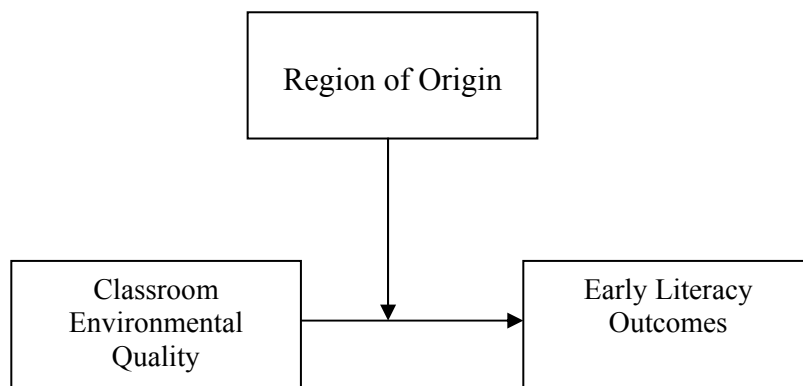 Region of Origin
Classroom
Environmental
Quality
Early Literacy
Outcomes